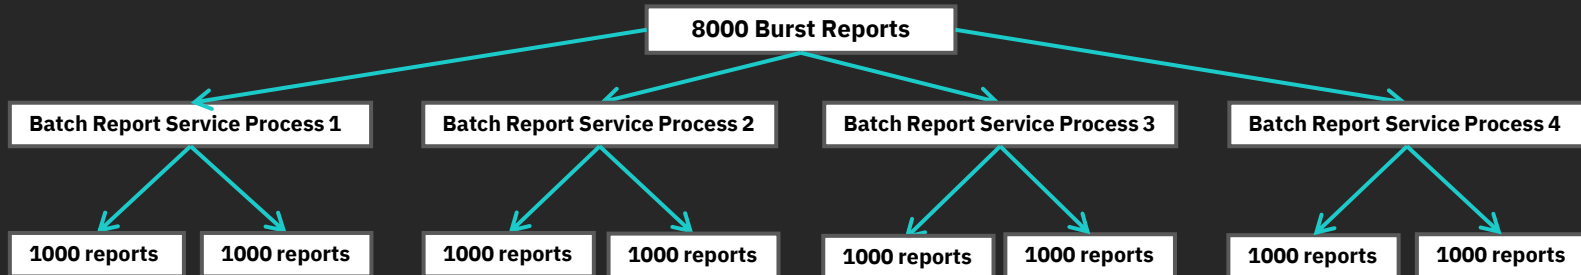 8000 Burst Reports
Batch Report Service Process 1
Batch Report Service Process 2
Batch Report Service Process 3
Batch Report Service Process 4
1000 reports
1000 reports
1000 reports
1000 reports
1000 reports
1000 reports
1000 reports
1000 reports